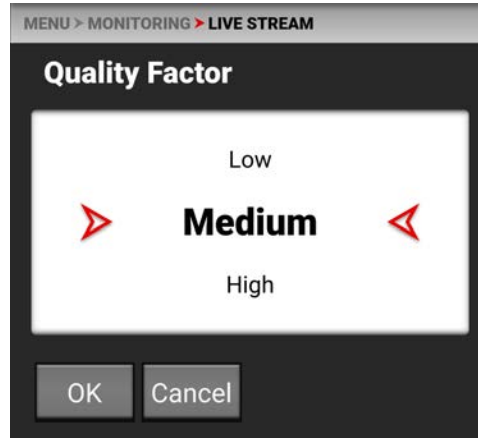 MENU > MONITORING > LIVE STREAM
Quality Factor
Low
Medium
High
OK Cancel